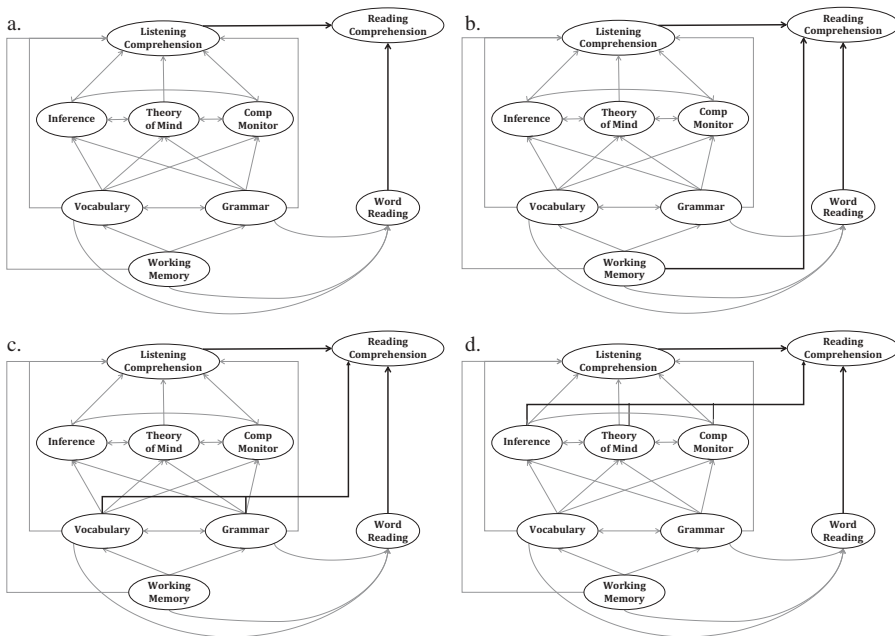 a.
Listening
Comprehension
Reading
Comprehension
Inference
Theory
of Mind
Comp
Monitor
Vocabulary
Grammar
Word
Reading
Working
Memory
b.
Listening
Comprehension
Reading
Comprehension
Inference
Theory
of Mind
Comp
Monitor
Vocabulary
Grammar
Word
Reading
Working
Memory
c.
Listening
Comprehension
Reading
Comprehension
Inference
Theory
of Mind
Comp
Monitor
Vocabulary
Grammar
Word
Reading
Working
Memory
d.
Listening
Comprehension
Reading
Comprehension
Inference
Theory
of Mind
Comp
Monitor
Vocabulary
Grammar
Word
Reading
Working
Memory